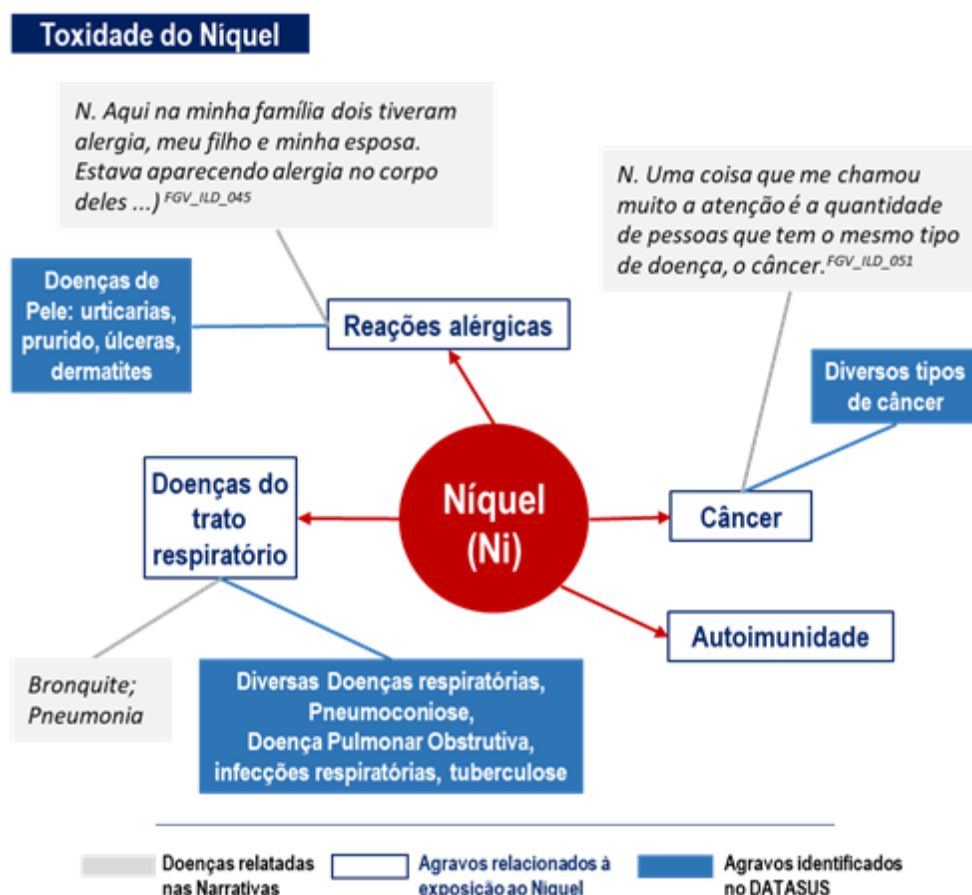 Toxidade do Níquel
N. Aqui na minha família dois tiveram
alergia, meu filho e minha esposa.
Estava aparecendo alergia no corpo
deles ...) FGV_ILD_045
N. Uma coisa que me chamou
muito a atenção é a quantidade
de pessoas que tem o mesmo tipo
de doença, o câncer.FGV_ILD_051
Doenças de
Pele: urticarias,
prurido, úlceras,
dermatites
Reações alérgicas
Diversos tipos
de câncer
Doenças do
trato
respiratório
Níquel
(Ni)
Câncer
Autoimunidade
Bronquite;
Pneumonia
Diversas Doenças respiratórias,
Pneumoconiose,
Doença Pulmonar Obstrutiva,
infecções respiratórias, tuberculose
Doenças relatadas
nas Narrativas
Agravos relacionados à
exposição ao Níquel
Agravos identificados
no DATASUS